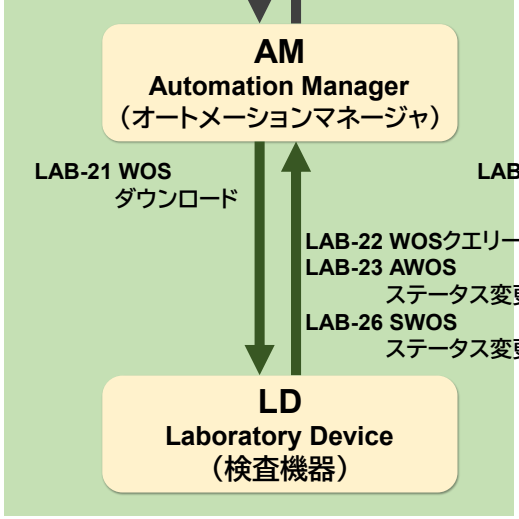 AM
Automation Manager
（オートメーションマネージャ）
LAB-21 WOS
ダウンロード
LAB
LAB-22 WOSクエリー
LAB-23 AWOS
ステータス変
LAB-26 SWOS
ステータス変
LD
Laboratory Device
（検査機器）